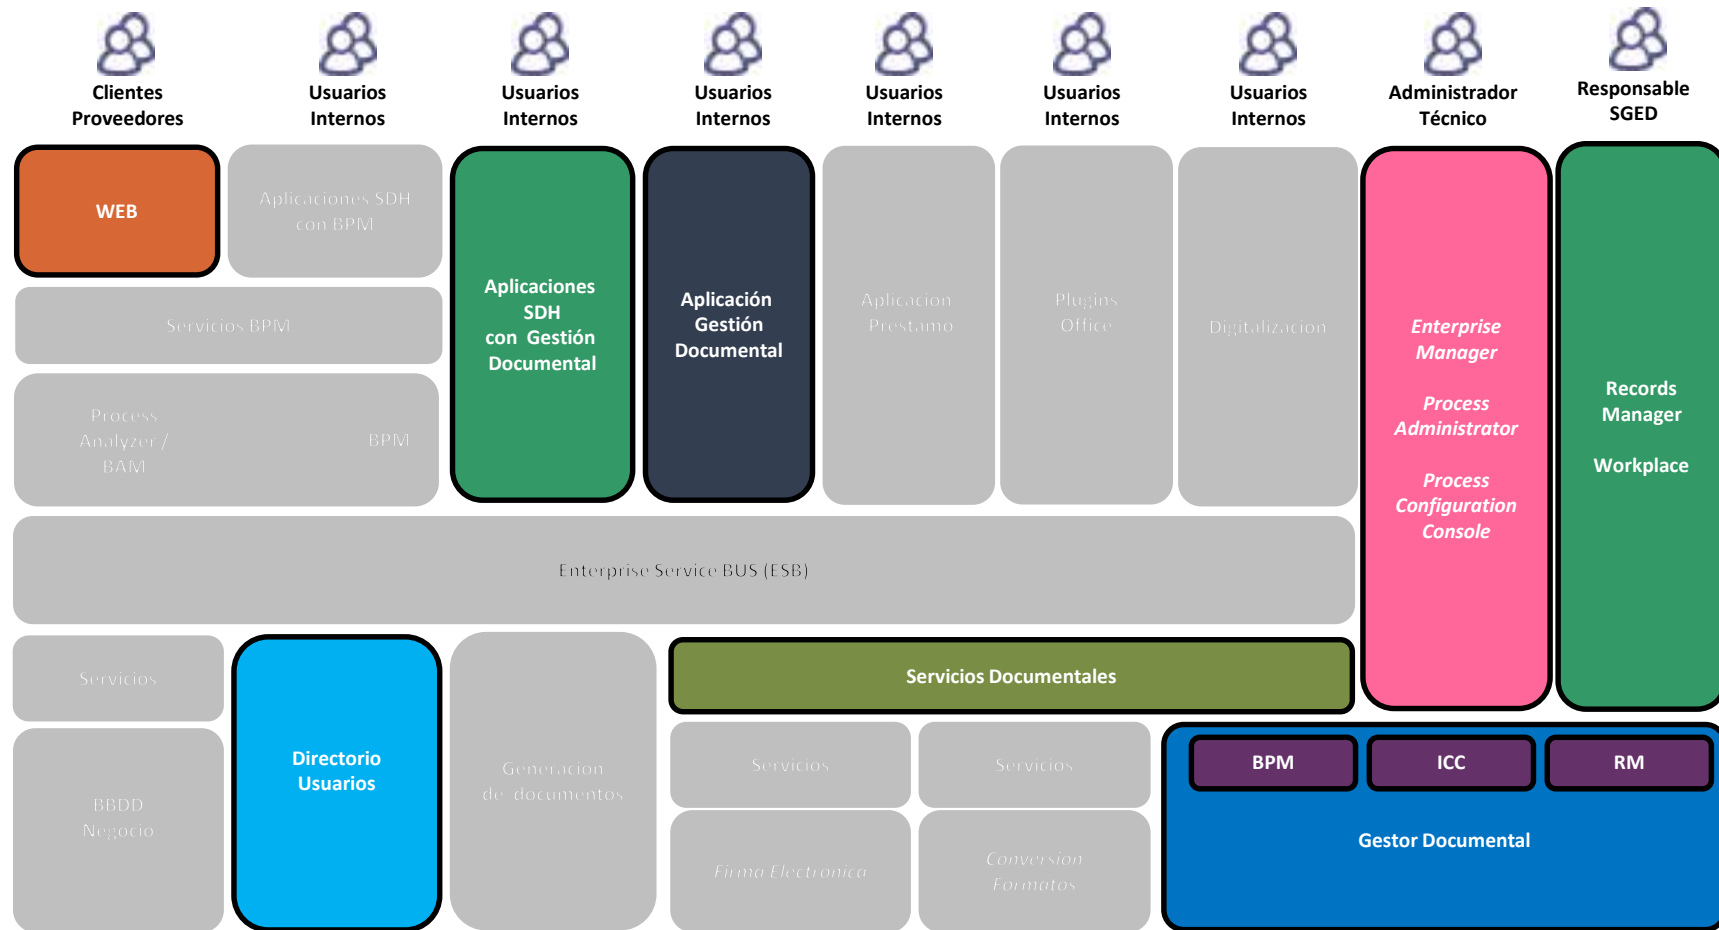 Clientes
Proveedores
Usuarios
Internos
Usuarios
Internos
Usuarios
Internos
Usuarios
Internos
Usuarios
Internos
Usuarios
Internos
Administrador
Técnico
Responsable
SGED
WEB
Aplicaciones SDH
con BPM
Servicios BPM
Process
Analyzer /
BAM
BPM
Aplicaciones
SDH
con Gestión
Documental
Aplicación
Gestión
Documental
Aplicacion
Prestamo
Plugins
Office
Digitalizacion
Enterprise
Manager
Process
Administrator
Process
Configuration
Console
Records
Manager
Workplace
Enterprise Service BUS (ESB)
Servicios
BBDD
Negocio
Directorio
Usuarios
Generacion
de documentos
Servicios Documentales
Servicios
Servicios
Firma Electronica
Conversion
Formatos
BPM
ICC
RM
Gestor Documental